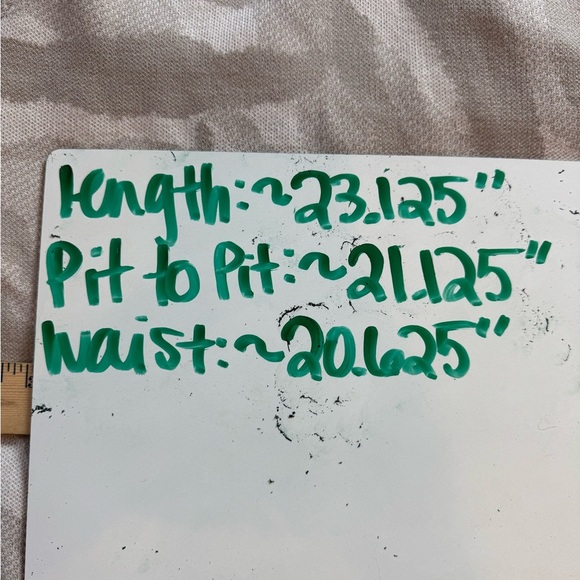 length: ~23.125"
Pit to Pit: ~21.125"
waist: ~20.625"